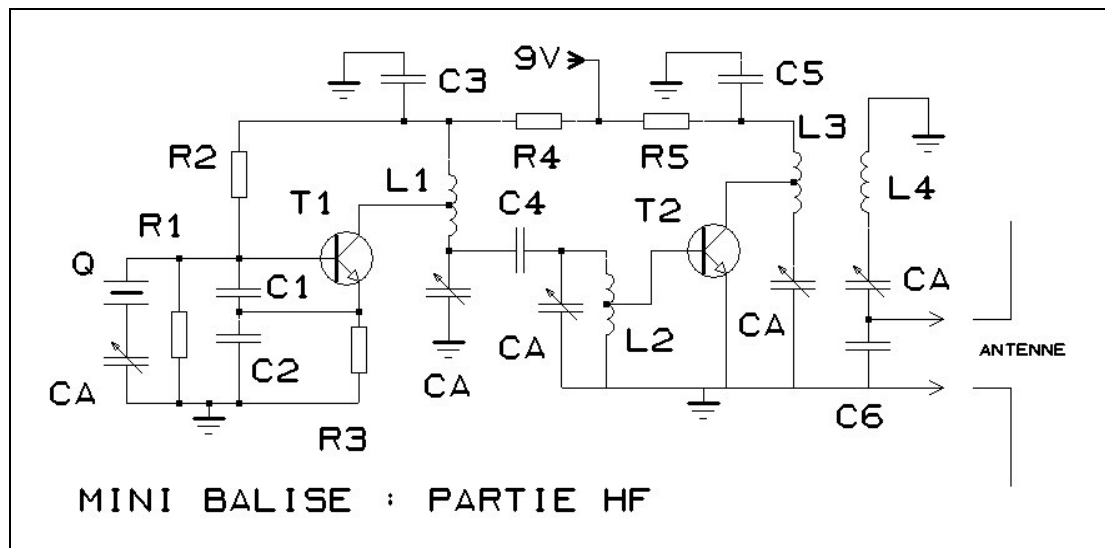 C3
9V
C5
L3
R2
L1
R4
R5
L4
T1
C4
T2
R1
Q
C1
CA
CA
L2
CA
ANTENNE
CA
C2
CA
C6
R3
MINI BALISE : PARTIE HF